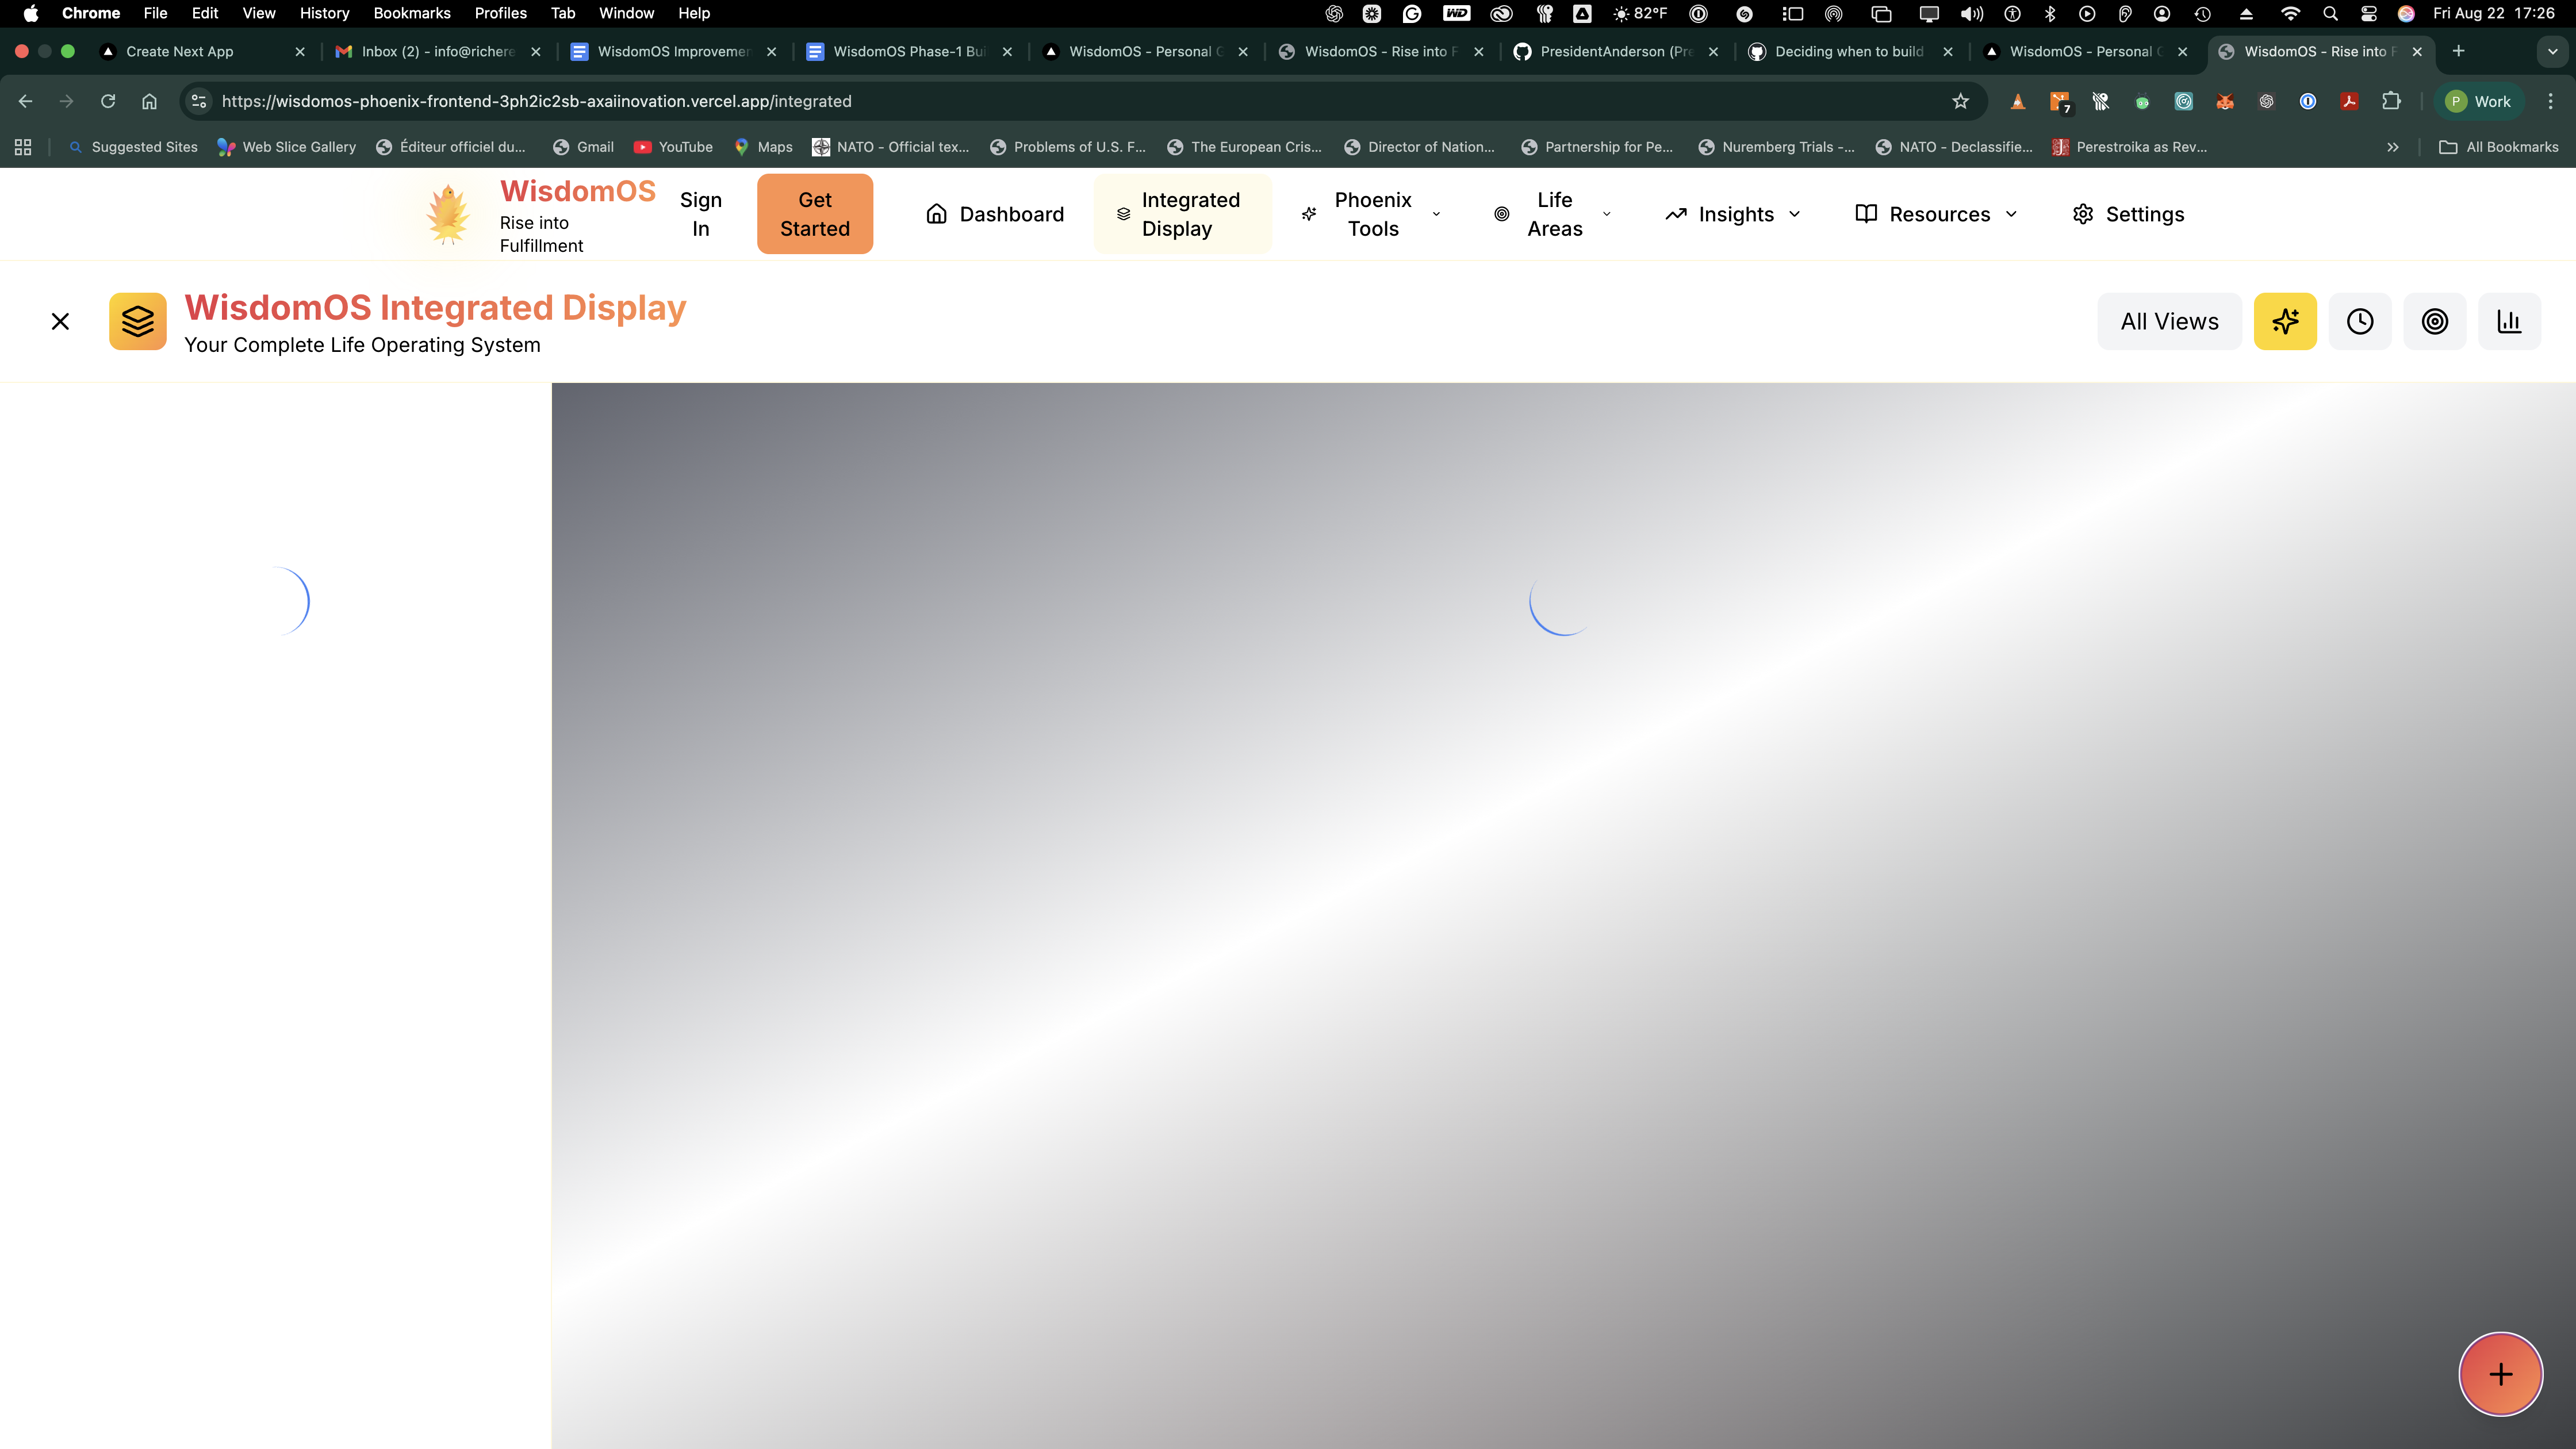 Chrome File Edit View History Bookmarks Profiles Tab Window Help WD 82°F Fri Aug 22 17:26
Create Next App Inbox (2) - info@richere WisdomOS Improvemen WisdomOS Phase-1 Bui WisdomOS - Personal G WisdomOS - Rise into F PresidentAnderson (Pre Deciding when to build WisdomOS - Personal G WisdomOS - Rise into F
https://wisdomos-phoenix-frontend-3ph2ic2sb-axaiinovation.vercel.app/integrated 7 P Work
Suggested Sites Web Slice Gallery Éditeur officiel du... Gmail YouTube Maps NATO - Official tex... Problems of U.S. F... The European Cris... Director of Nation... Partnership for Pe... Nuremberg Trials -... NATO - Declassifie... Perestroika as Rev... All Bookmarks
WisdomOS
Rise into
Fulfillment
Sign
In
Get
Started
Dashboard
Integrated
Display
Phoenix
Tools
Life
Areas
Insights
Resources
Settings
WisdomOS Integrated Display
Your Complete Life Operating System
All Views